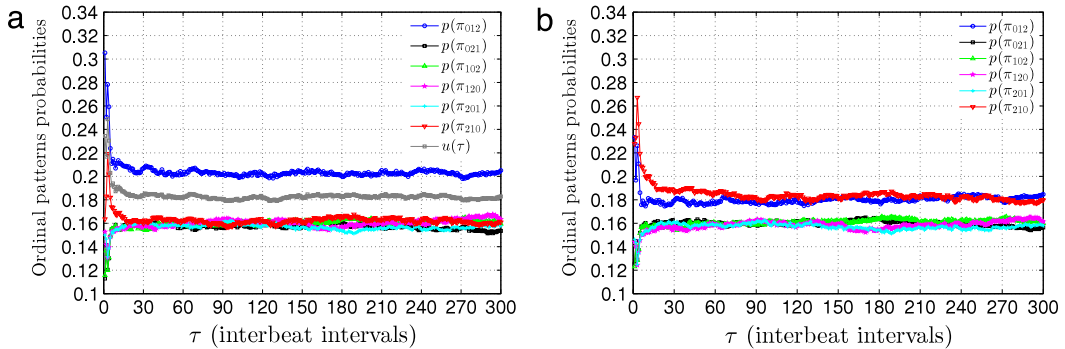 a
Ordinal patterns probabilities
0.34
0.32
0.3
0.28
0.26
0.24
0.22
0.2
0.18
0.16
0.14
0.12
0.1
p(π012)
p(π021)
p(π102)
p(π120)
p(π201)
p(π210)
u(τ)
0 30 60 90 120 150 180 210 240 270 300
τ (interbeat intervals)
b
Ordinal patterns probabilities
0.34
0.32
0.3
0.28
0.26
0.24
0.22
0.2
0.18
0.16
0.14
0.12
0.1
p(π012)
p(π021)
p(π102)
p(π120)
p(π201)
p(π210)
0 30 60 90 120 150 180 210 240 270 300
τ (interbeat intervals)